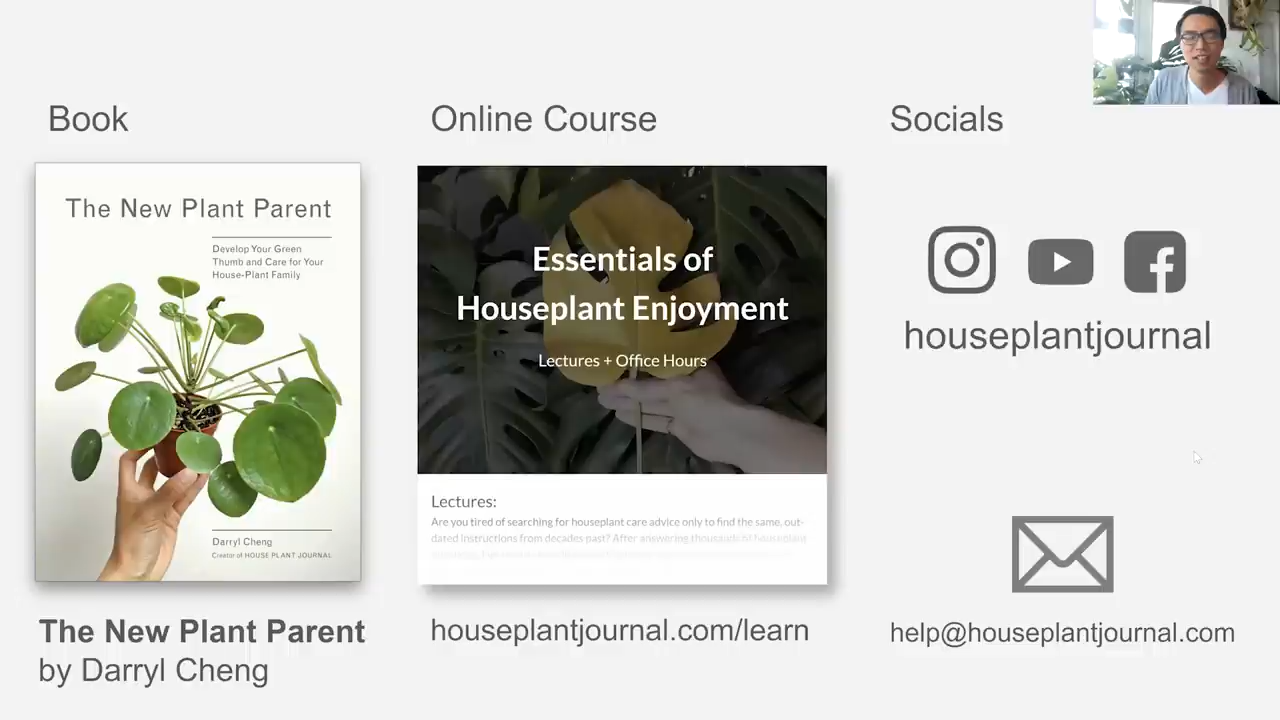 Book
The New Plant Parent
Develop Your Green
Thumb and Care for Your
House-Plant Family
Darryl Cheng
Creator of HOUSE PLANT JOURNAL
The New Plant Parent
by Darryl Cheng
Online Course
Essentials of
Houseplant Enjoyment
Lectures + Office Hours
Lectures:
Are you tired of searching for houseplant care advice only to find the same, out-
dated instructions from decades past? After answering thousands of houseplant
houseplantjournal.com/learn
Socials
houseplantjournal
help@houseplantjournal.com